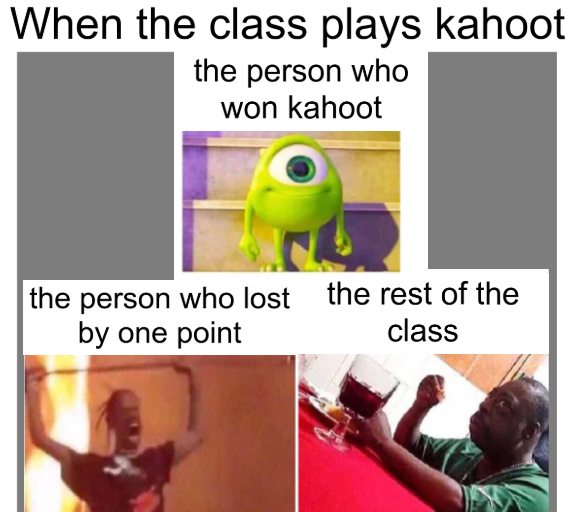 When the class plays kahoot
the person who
won kahoot
the person who lost
by one point
the rest of the
class